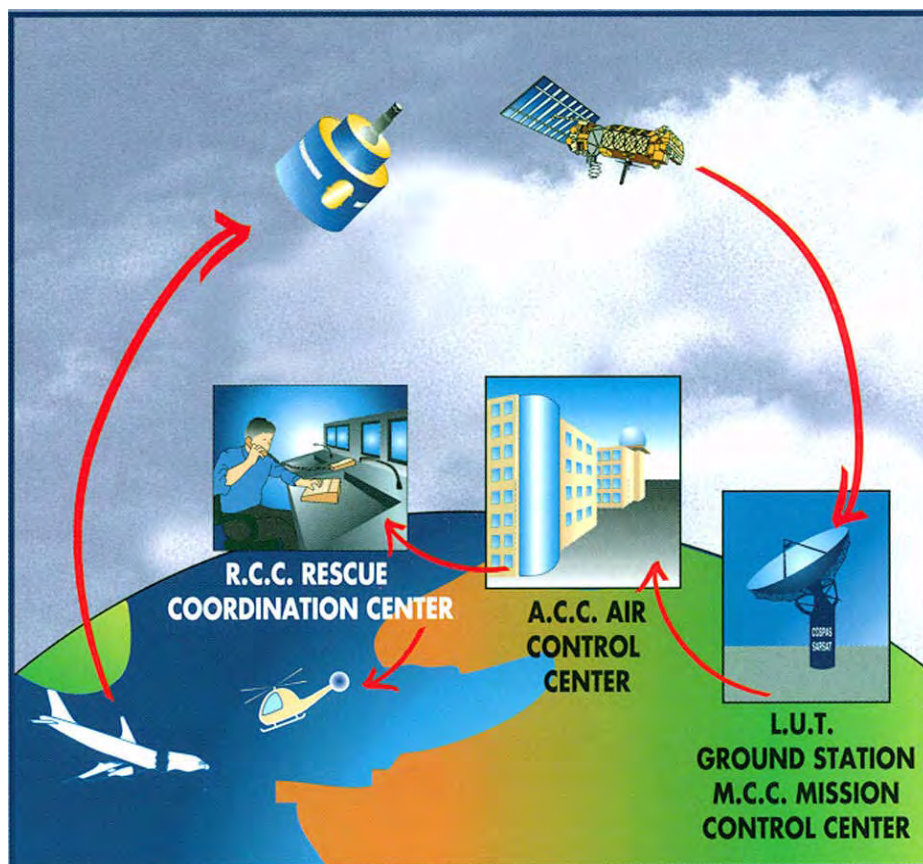 R.C.C. RESCUE
COORDINATION CENTER
A.C.C. AIR
CONTROL
CENTER
COSPAS
SARSAT
L.U.T.
GROUND STATION
M.C.C. MISSION
CONTROL CENTER